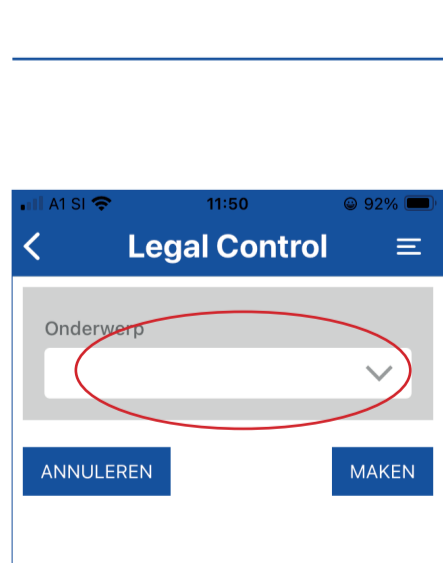 A1 SI 11:50 92%
Legal Control
Onderwerp
ANNULEREN MAKEN